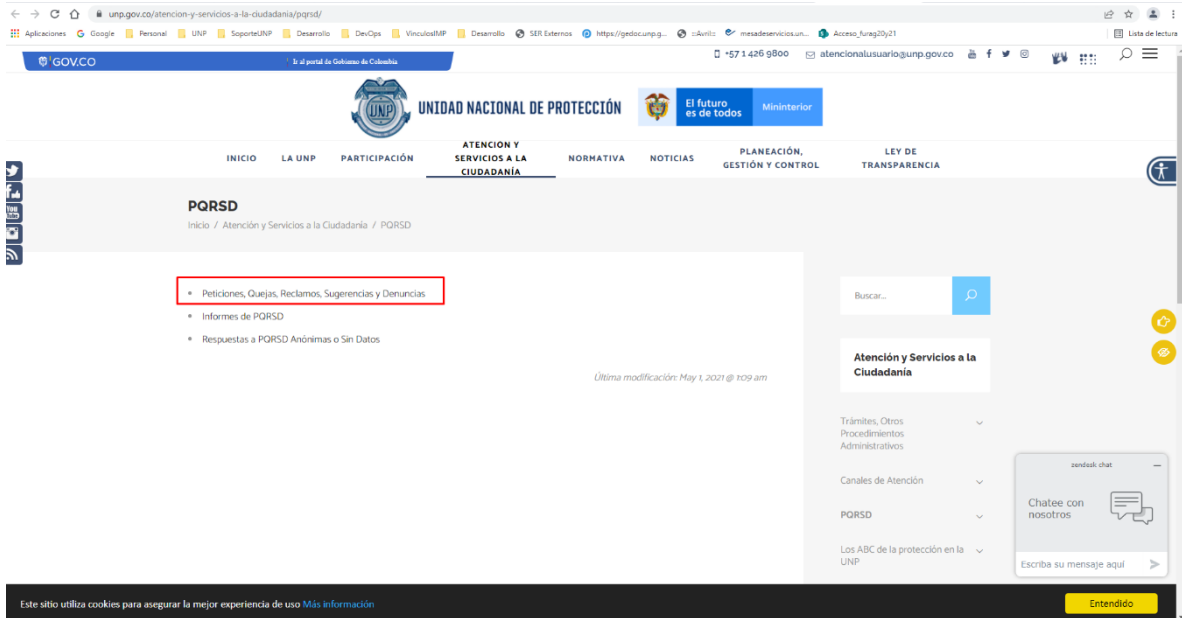 unp.gov.co/atencion-y-servicios-a-la-ciudadania/pqrsd/
Aplicaciones Google Personal UNP SoporteUNP Desarrollo DevOps VinculosIMP Desarrollo SER Externos https://gedoc.unp.g... mesadeservicios.un... Acceso_furag20y21 Lista de lectura
GOV.CO Ir al portal de Gobierno de Colombia +57 1 426 9800 atencionalusuario@unp.gov.co
UNP UNIDAD NACIONAL DE PROTECCIÓN El futuro es de todos Mininterior
INICIO LA UNP PARTICIPACIÓN ATENCION Y SERVICIOS A LA CIUDADANÍA NORMATIVA NOTICIAS PLANEACIÓN, GESTIÓN Y CONTROL LEY DE TRANSPARENCIA
You Tube
PQRSD
Inicio / Atención y Servicios a la Ciudadania / PQRSD
Peticiones, Quejas, Reclamos, Sugerencias y Denuncias
Informes de PQRSD
Respuestas a PQRSD Anónimas o Sin Datos
Última modificación: May 1, 2021 @ 1:09 am
Buscar...
Atención y Servicios a la
Ciudadanía
Trámites, Otros
Procedimientos
Administrativos
Canales de Atención
PQRSD
Los ABC de la protección en la
UNP
zendesk chat
Chatee con
nosotros
Escriba su mensaje aquí
Este sitio utiliza cookies para asegurar la mejor experiencia de uso Más información
Entendido